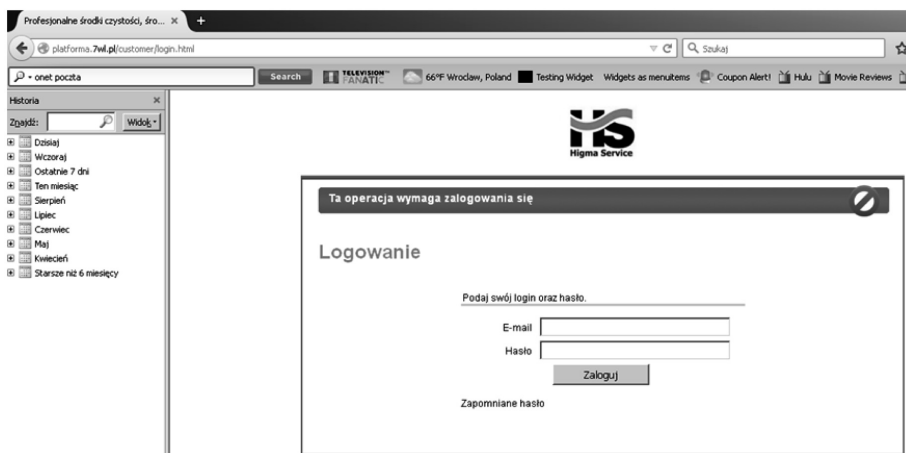 Profesjonalne środki czystości, śro...
platforma.7wl.pl/customer/login.html
Szukaj
onet poczta
Search
TELEVISION FANATIC
66°F Wroclaw, Poland
Testing Widget
Widgets as menuitems
Coupon Alert!
Hulu
Movie Reviews
Historia
Znajdź:
Widok
Dzisiaj
Wczoraj
Ostatnie 7 dni
Ten miesiąc
Sierpień
Lipiec
Czerwiec
Maj
Kwiecień
Starsze niż 6 miesięcy
HS
Higma Service
Ta operacja wymaga zalogowania się
Logowanie
Podaj swój login oraz hasło.
E-mail
Hasło
Zaloguj
Zapomniane hasło